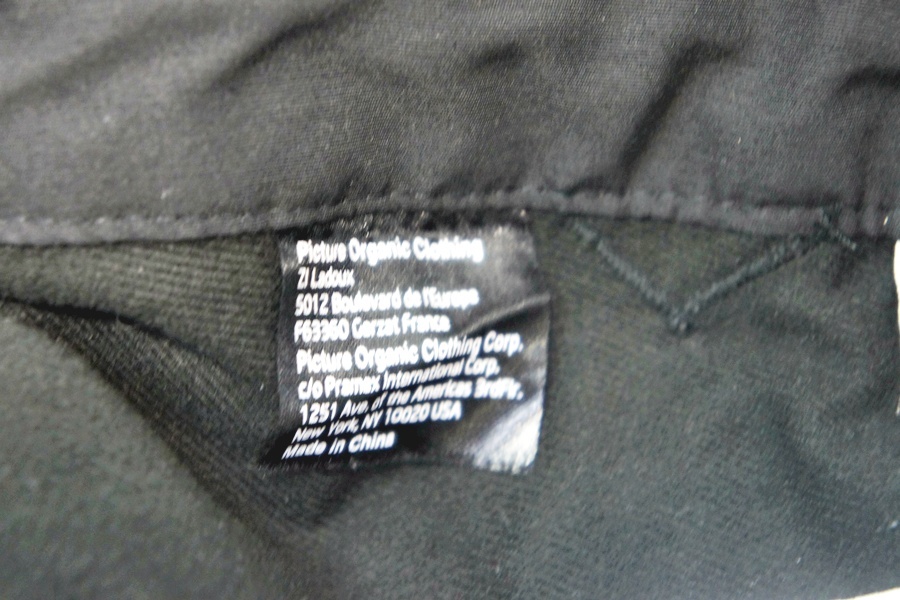 Picture Organic Clothing
ZI Ladoux
5012 Boulevard de l'Europe
F63360 Gerzat France
Picture Organic Clothing Corp,
c/o Pramex International Corp,
1251 Ave, of the Americas 3rdFlr,
New York, NY 10020 USA
Made in China